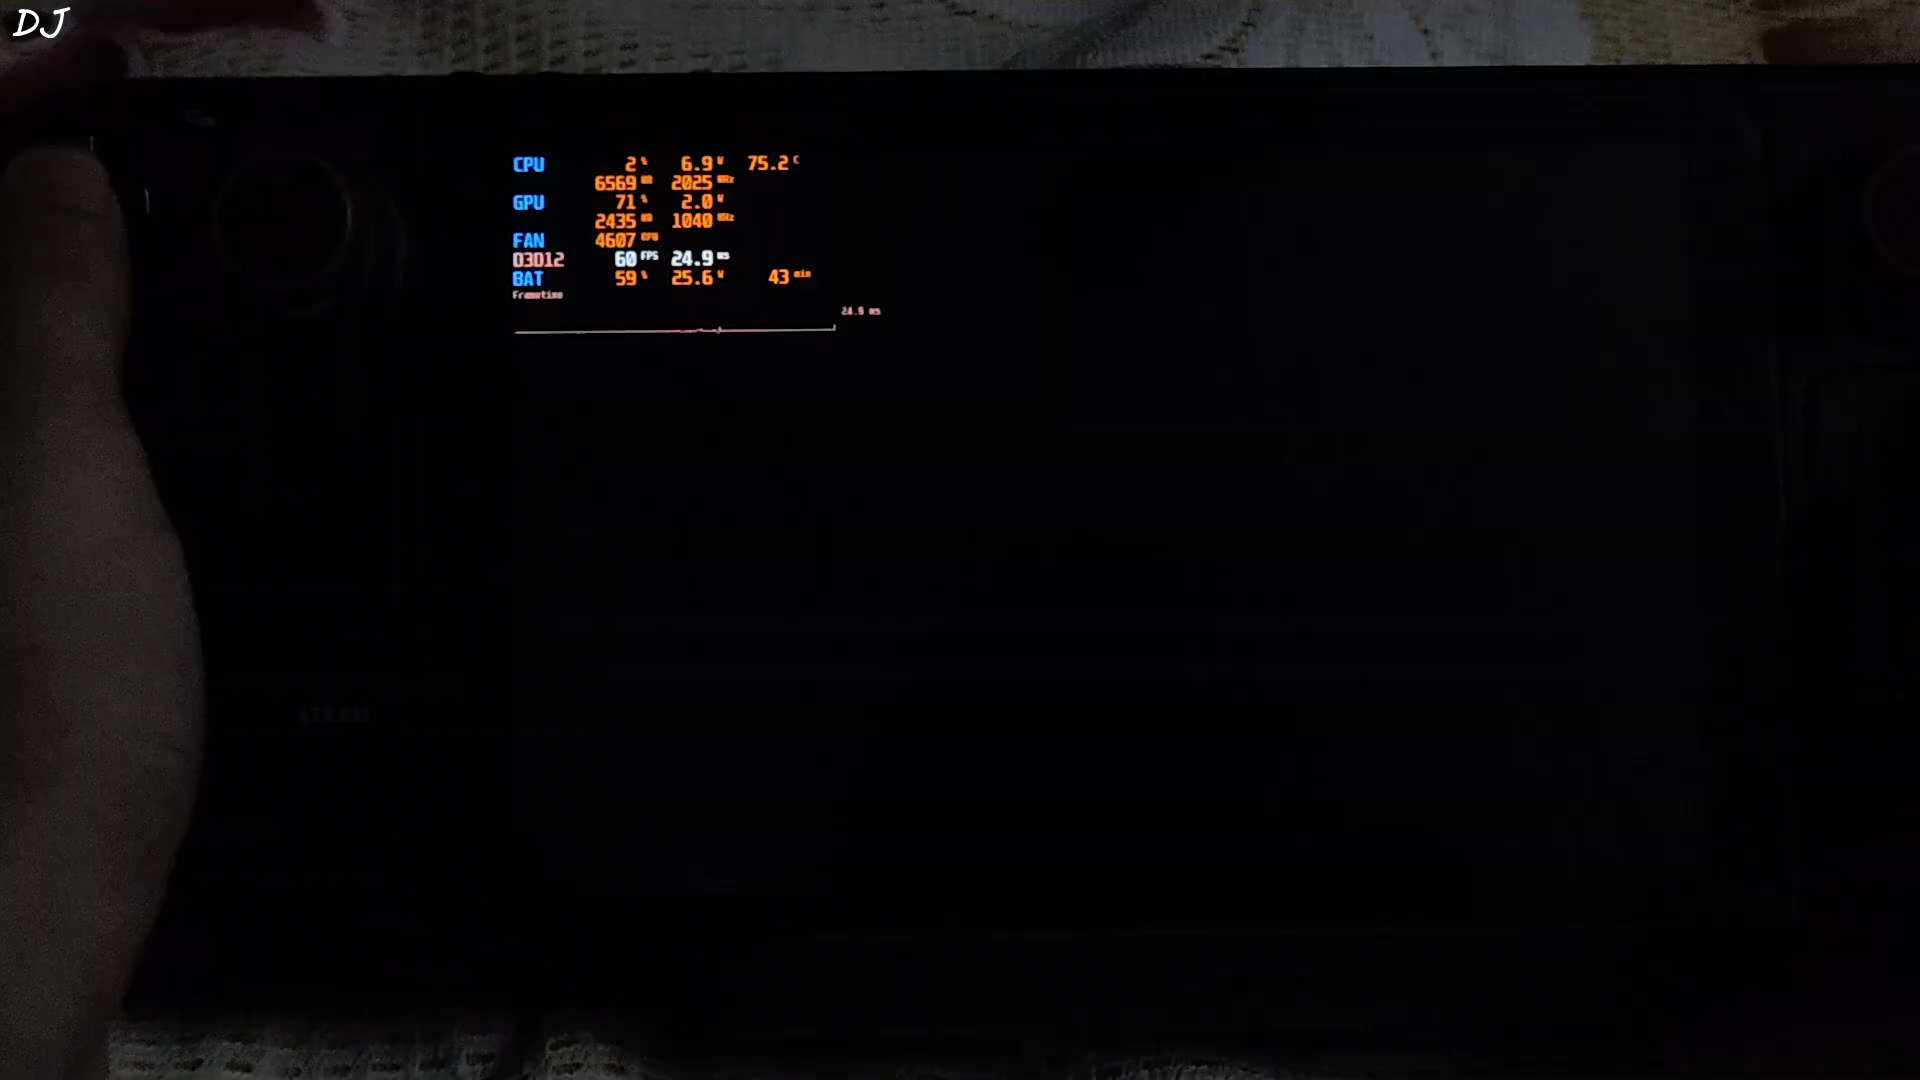 DJ
CPU 2 % 6.9 W 75.2 C
6569 MB 2025 MHz
GPU 71 % 2.0 W
2435 MB 1040 MHz
FAN 4607 RPM
D3D12 60 FPS 24.9 ms
BAT 59 % 25.6 W 43 min
Frametime
24.9 ms
STEAM